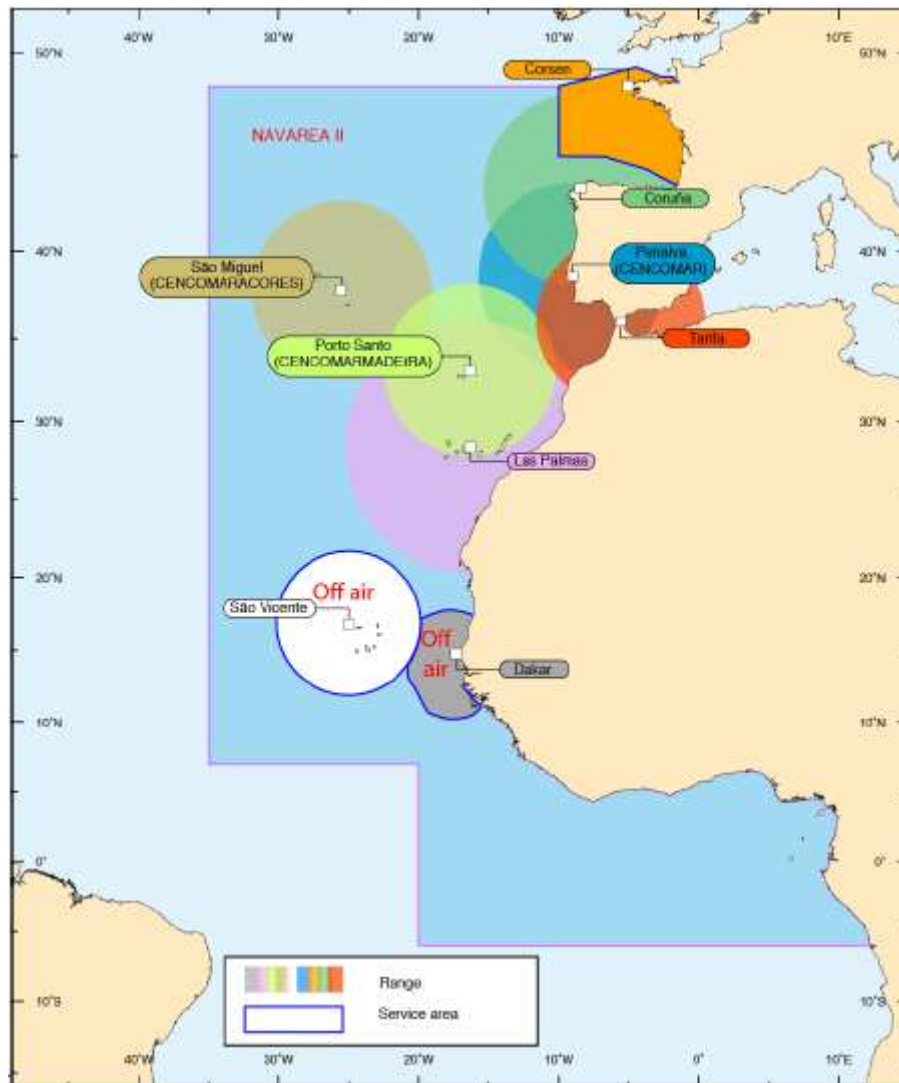 40°W 30°W 20°W 10°W 0° 10°E
50°N 50°N
Corsen
NAVAREA II
Coruña
40°N 40°N
São Miguel
(CENCOMARACORES)
Penalva
(CENCOMAR)
Porto Santo
(CENCOMARMADEIRA)
Tarifa
30°N 30°N
Las Palmas
20°N 20°N
Off air
São Vicente
Off
air
Dakar
10°N 10°N
0° 0°
Range
Service area
10°S 10°S
40°W 30°W 20°W 10°W 0° 10°E